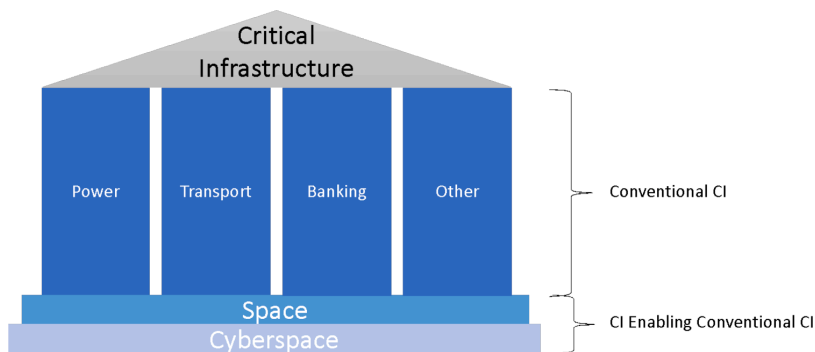 Critical
Infrastructure
Power
Transport
Banking
Other
Conventional CI
Space
Cyberspace
CI Enabling Conventional CI